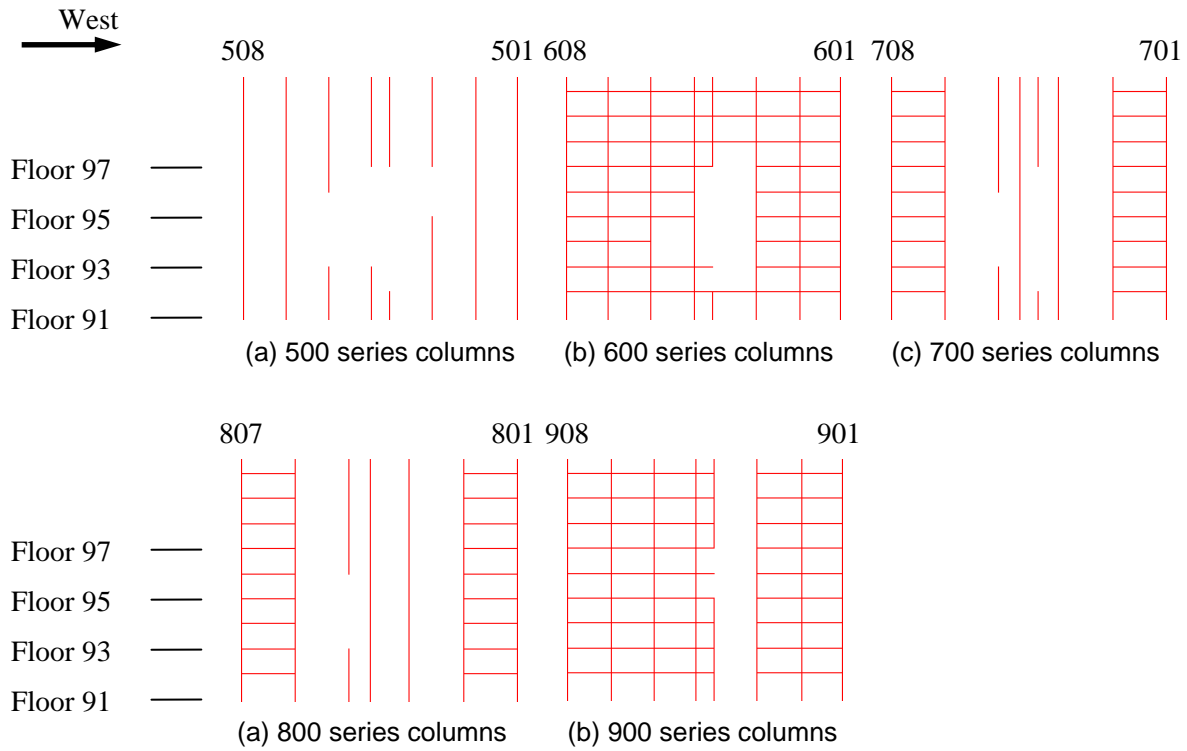 West
508 501 608 601 708 701
Floor 97
Floor 95
Floor 93
Floor 91
(a) 500 series columns (b) 600 series columns (c) 700 series columns
807 801 908 901
Floor 97
Floor 95
Floor 93
Floor 91
(a) 800 series columns (b) 900 series columns